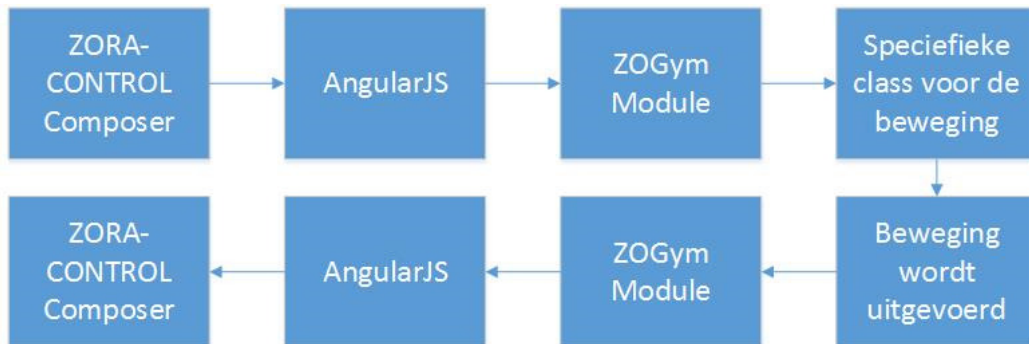 ZORA-
CONTROL
Composer
AngularJS
ZOGym
Module
Speciefieke
class voor de
beweging
ZORA-
CONTROL
Composer
AngularJS
ZOGym
Module
Beweging
wordt
uitgevoerd